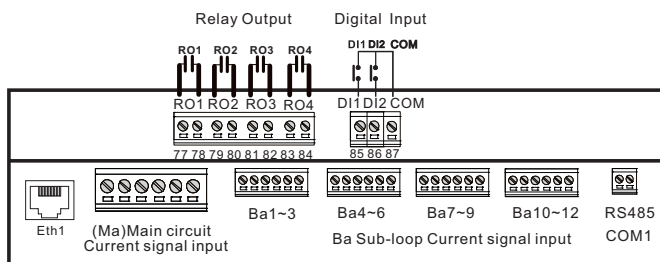 Relay Output Digital Input
RO1 RO2 RO3 RO4 DI1 DI2 COM
RO1 RO2 RO3 RO4 DI1 DI2 COM
77 78 79 80 81 82 83 84 85 86 87
Eth1
(Ma)Main circuit
Current signal input
Ba1~3 Ba4~6 Ba7~9 Ba10~12
Ba Sub-loop Current signal input
RS485
COM1